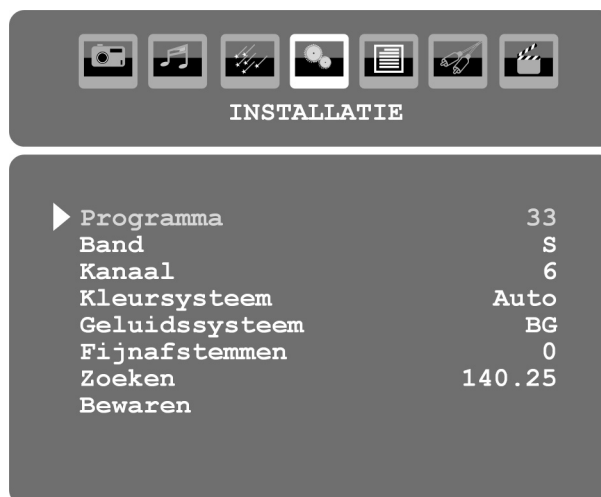 INSTALLATIE
Programma 33
Band S
Kanaal 6
Kleursysteem Auto
Geluidssysteem BG
Fijnafstemmen 0
Zoeken 140.25
Bewaren